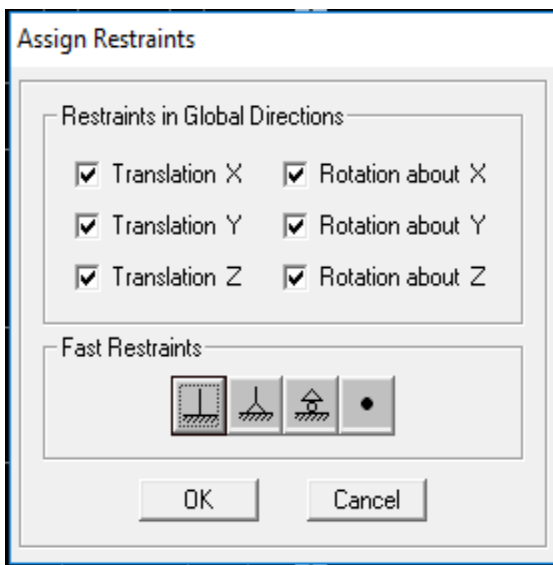 Assign Restraints
Restraints in Global Directions
Translation X Rotation about X
Translation Y Rotation about Y
Translation Z Rotation about Z
Fast Restraints
OK Cancel